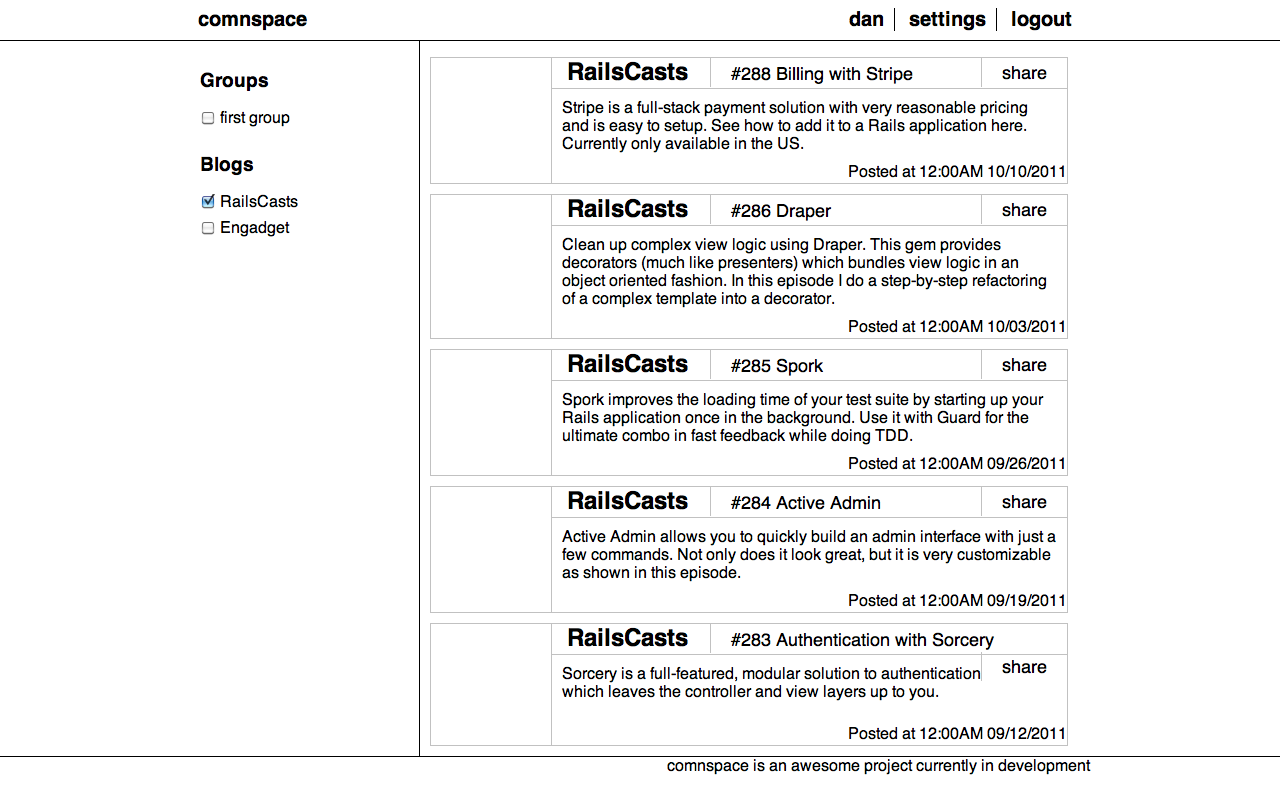 comnspace
dan settings logout
Groups
first group
Blogs
RailsCasts
Engadget
RailsCasts #288 Billing with Stripe share
Stripe is a full-stack payment solution with very reasonable pricing
and is easy to setup. See how to add it to a Rails application here.
Currently only available in the US.
Posted at 12:00AM 10/10/2011
RailsCasts #286 Draper share
Clean up complex view logic using Draper. This gem provides
decorators (much like presenters) which bundles view logic in an
object oriented fashion. In this episode I do a step-by-step refactoring
of a complex template into a decorator.
Posted at 12:00AM 10/03/2011
RailsCasts #285 Spork share
Spork improves the loading time of your test suite by starting up your
Rails application once in the background. Use it with Guard for the
ultimate combo in fast feedback while doing TDD.
Posted at 12:00AM 09/26/2011
RailsCasts #284 Active Admin share
Active Admin allows you to quickly build an admin interface with just a
few commands. Not only does it look great, but it is very customizable
as shown in this episode.
Posted at 12:00AM 09/19/2011
RailsCasts #283 Authentication with Sorcery
share
Sorcery is a full-featured, modular solution to authentication
which leaves the controller and view layers up to you.
Posted at 12:00AM 09/12/2011
comnspace is an awesome project currently in development